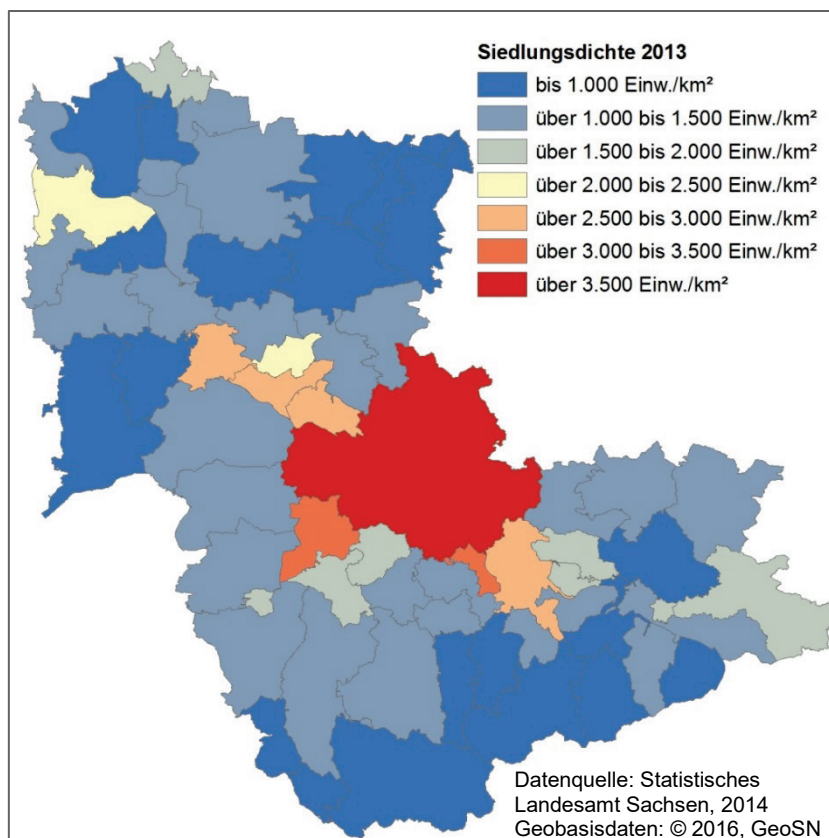 Siedlungsdichte 2013
bis 1.000 Einw./km²
über 1.000 bis 1.500 Einw./km²
über 1.500 bis 2.000 Einw./km²
über 2.000 bis 2.500 Einw./km²
über 2.500 bis 3.000 Einw./km²
über 3.000 bis 3.500 Einw./km²
über 3.500 Einw./km²
Datenquelle: Statistisches
Landesamt Sachsen, 2014
Geobasisdaten: © 2016, GeoSN